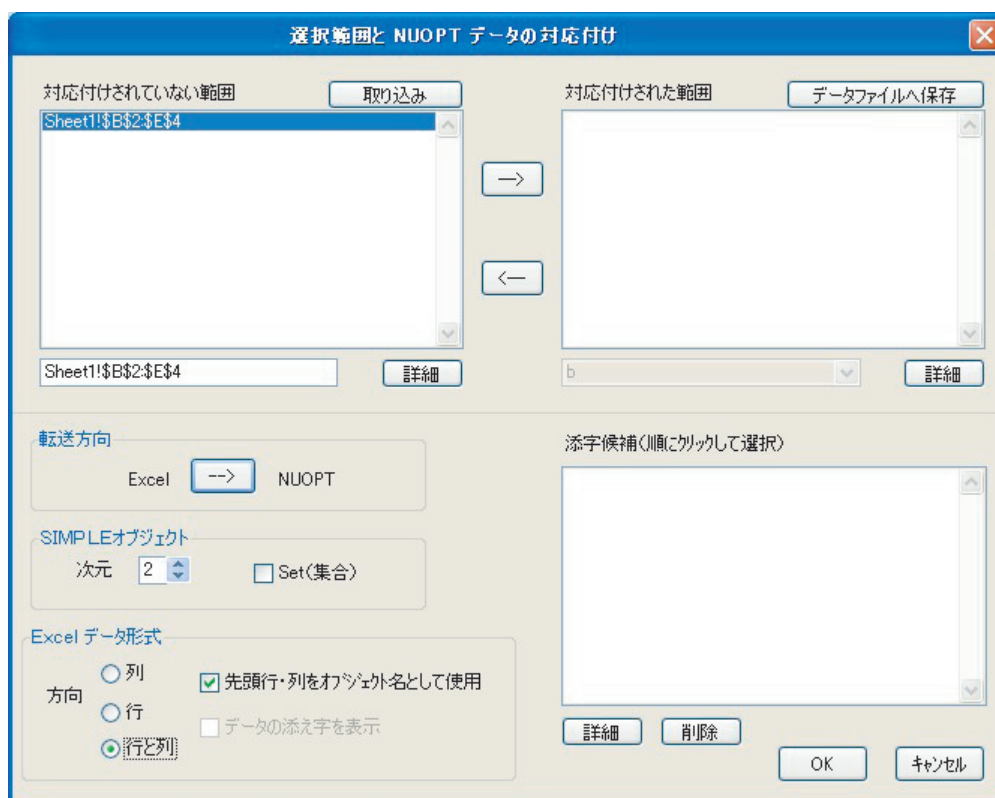 選択範囲と NUOPT データの対応付け
対応付けされていない範囲
取り込み
Sheet1!$B$2:$E$4
-->
<--
Sheet1!$B$2:$E$4
詳細
対応付けされた範囲
データファイルへ保存
b
詳細
転送方向
Excel --> NUOPT
SIMPLEオブジェクト
次元 2 Set(集合)
Excel データ形式
方向
列
行
行と列
先頭行・列をオブジェクト名として使用
データの添え字を表示
添字候補(順にクリックして選択)
詳細 削除
OK キャンセル